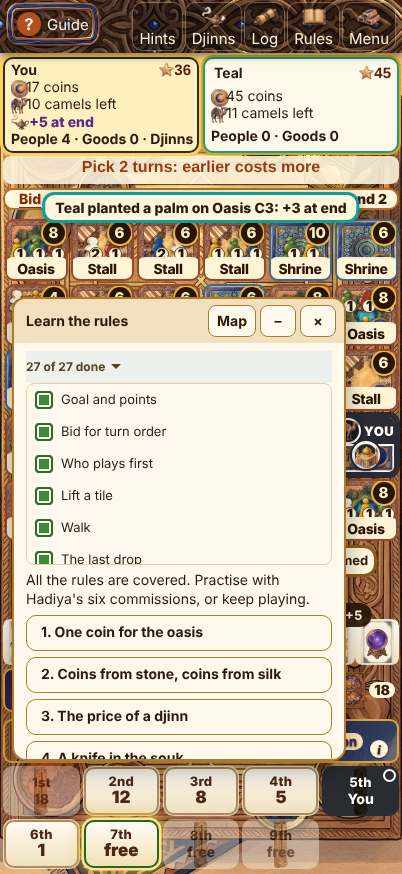 ? Guide
Hints
Djinns
Log
Rules
Menu
You
36
17 coins
10 camels left
+5 at end
People 4 · Goods 0 · Djinns
Teal
45
45 coins
11 camels left
People 0 · Goods 0
Pick 2 turns: earlier costs more
Bid
nd 2
Teal planted a palm on Oasis C3: +3 at end
8
6
6
6
10
6
Oasis
Stall
Stall
Stall
Shrine
Shrine
8
Oasis
6
Stall
YOU
8
Oasis
med
+5
18
on
i
Learn the rules
Map
−
×
27 of 27 done
Goal and points
Bid for turn order
Who plays first
Lift a tile
Walk
The last drop
All the rules are covered. Practise with
Hadiya's six commissions, or keep playing.
1. One coin for the oasis
2. Coins from stone, coins from silk
3. The price of a djinn
4. A knife in the souk
1st
18
2nd
12
3rd
8
4th
5
5th
You
6th
1
7th
free
8th
free
9th
free